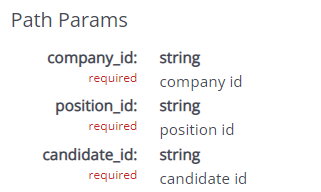 Path Params
company_id: string
required company id
position_id: string
required position id
candidate_id: string
required candidate id